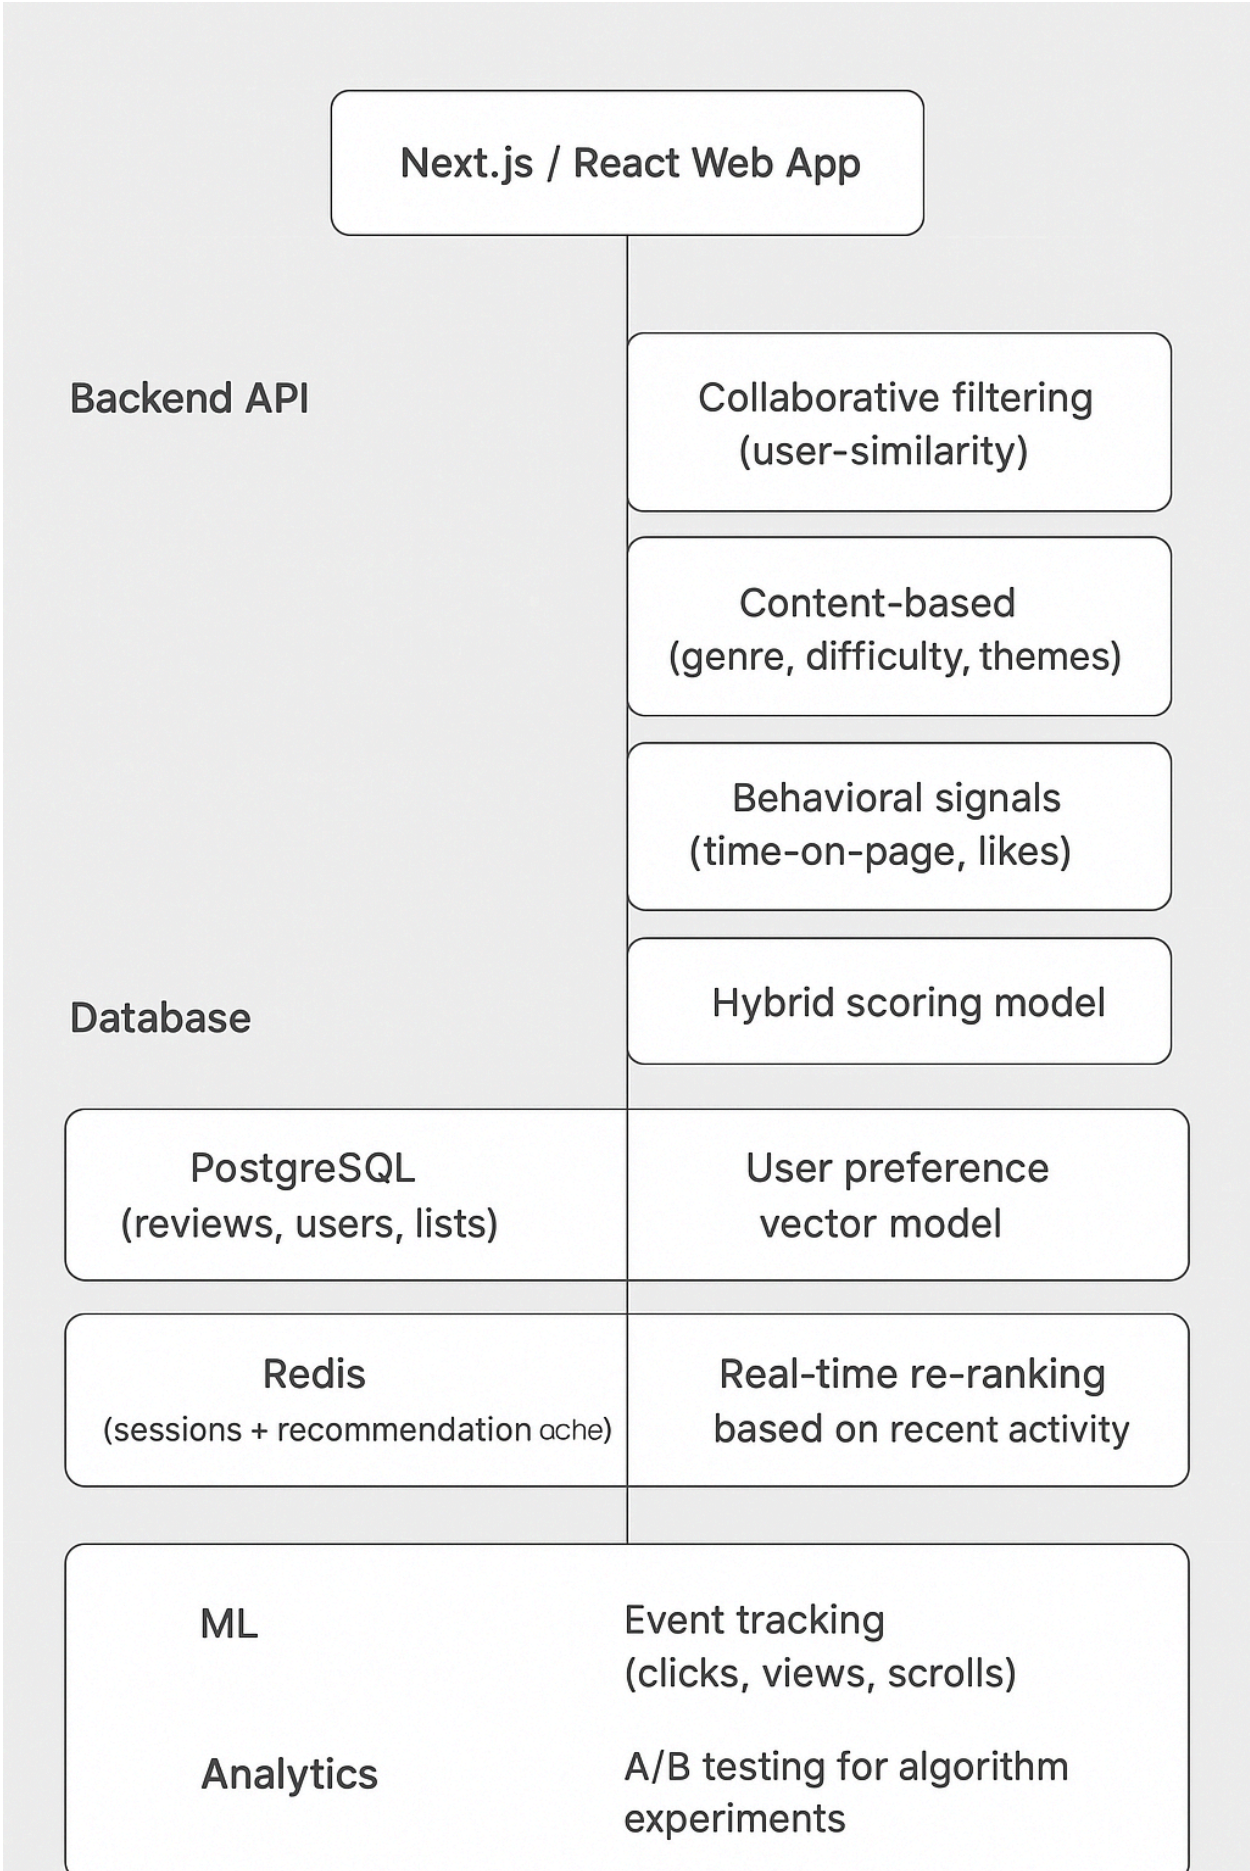 Next.js / React Web App
Backend API
Collaborative filtering
(user-similarity)
Content-based
(genre, difficulty, themes)
Behavioral signals
(time-on-page, likes)
Database
Hybrid scoring model
PostgreSQL
(reviews, users, lists)
User preference
vector model
Redis
(sessions + recommendation ache)
Real-time re-ranking
based on recent activity
ML
Event tracking
(clicks, views, scrolls)
Analytics
A/B testing for algorithm
experiments